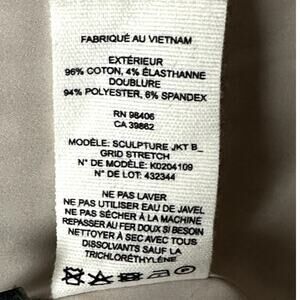 FABRIQUÉ AU VIETNAM
EXTÉRIEUR
96% COTON, 4% ÉLASTHANNE
DOUBLURE
94% POLYESTER, 6% SPANDEX
RN 98406
CA 39862
MODÈLE: SCULPTURE JKT B_
GRID STRETCH
N° DE MODÈLE: K0204109
N° DE LOT: 432344
NE PAS LAVER
NE PAS UTILISER EAU DE JAVEL
NE PAS SÉCHER À LA MACHINE
REPASSER AU FER DOUX SI BESOIN
NETTOYER À SEC AVEC TOUS
DISSOLVANTS SAUF LA
TRICHLORÉTHYLÈNE